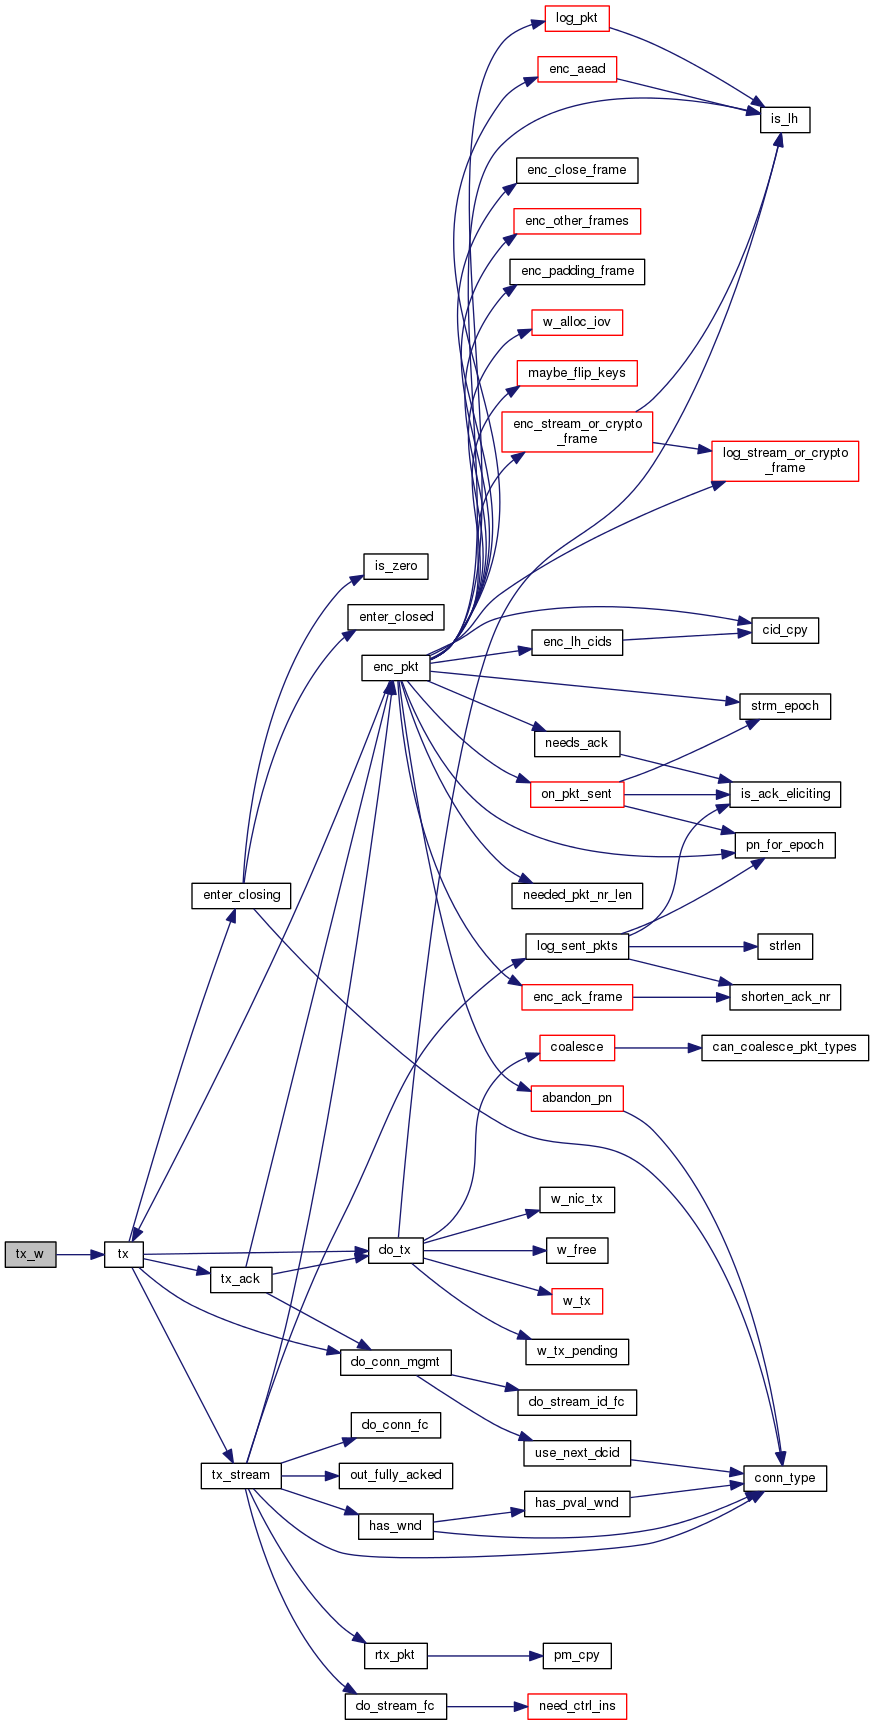 log_pkt
enc_aead
is_lh
enc_close_frame
enc_other_frames
enc_padding_frame
w_alloc_iov
maybe_flip_keys
enc_stream_or_crypto
_frame
log_stream_or_crypto
_frame
is_zero
enter_closed
cid_cpy
enc_lh_cids
enc_pkt
strm_epoch
needs_ack
on_pkt_sent
is_ack_eliciting
pn_for_epoch
enter_closing
needed_pkt_nr_len
log_sent_pkts
strlen
enc_ack_frame
shorten_ack_nr
coalesce
can_coalesce_pkt_types
abandon_pn
w_nic_tx
tx_w
tx
do_tx
w_free
tx_ack
w_tx
w_tx_pending
do_conn_mgmt
do_stream_id_fc
do_conn_fc
use_next_dcid
tx_stream
out_fully_acked
conn_type
has_pval_wnd
has_wnd
rtx_pkt
pm_cpy
do_stream_fc
need_ctrl_ins